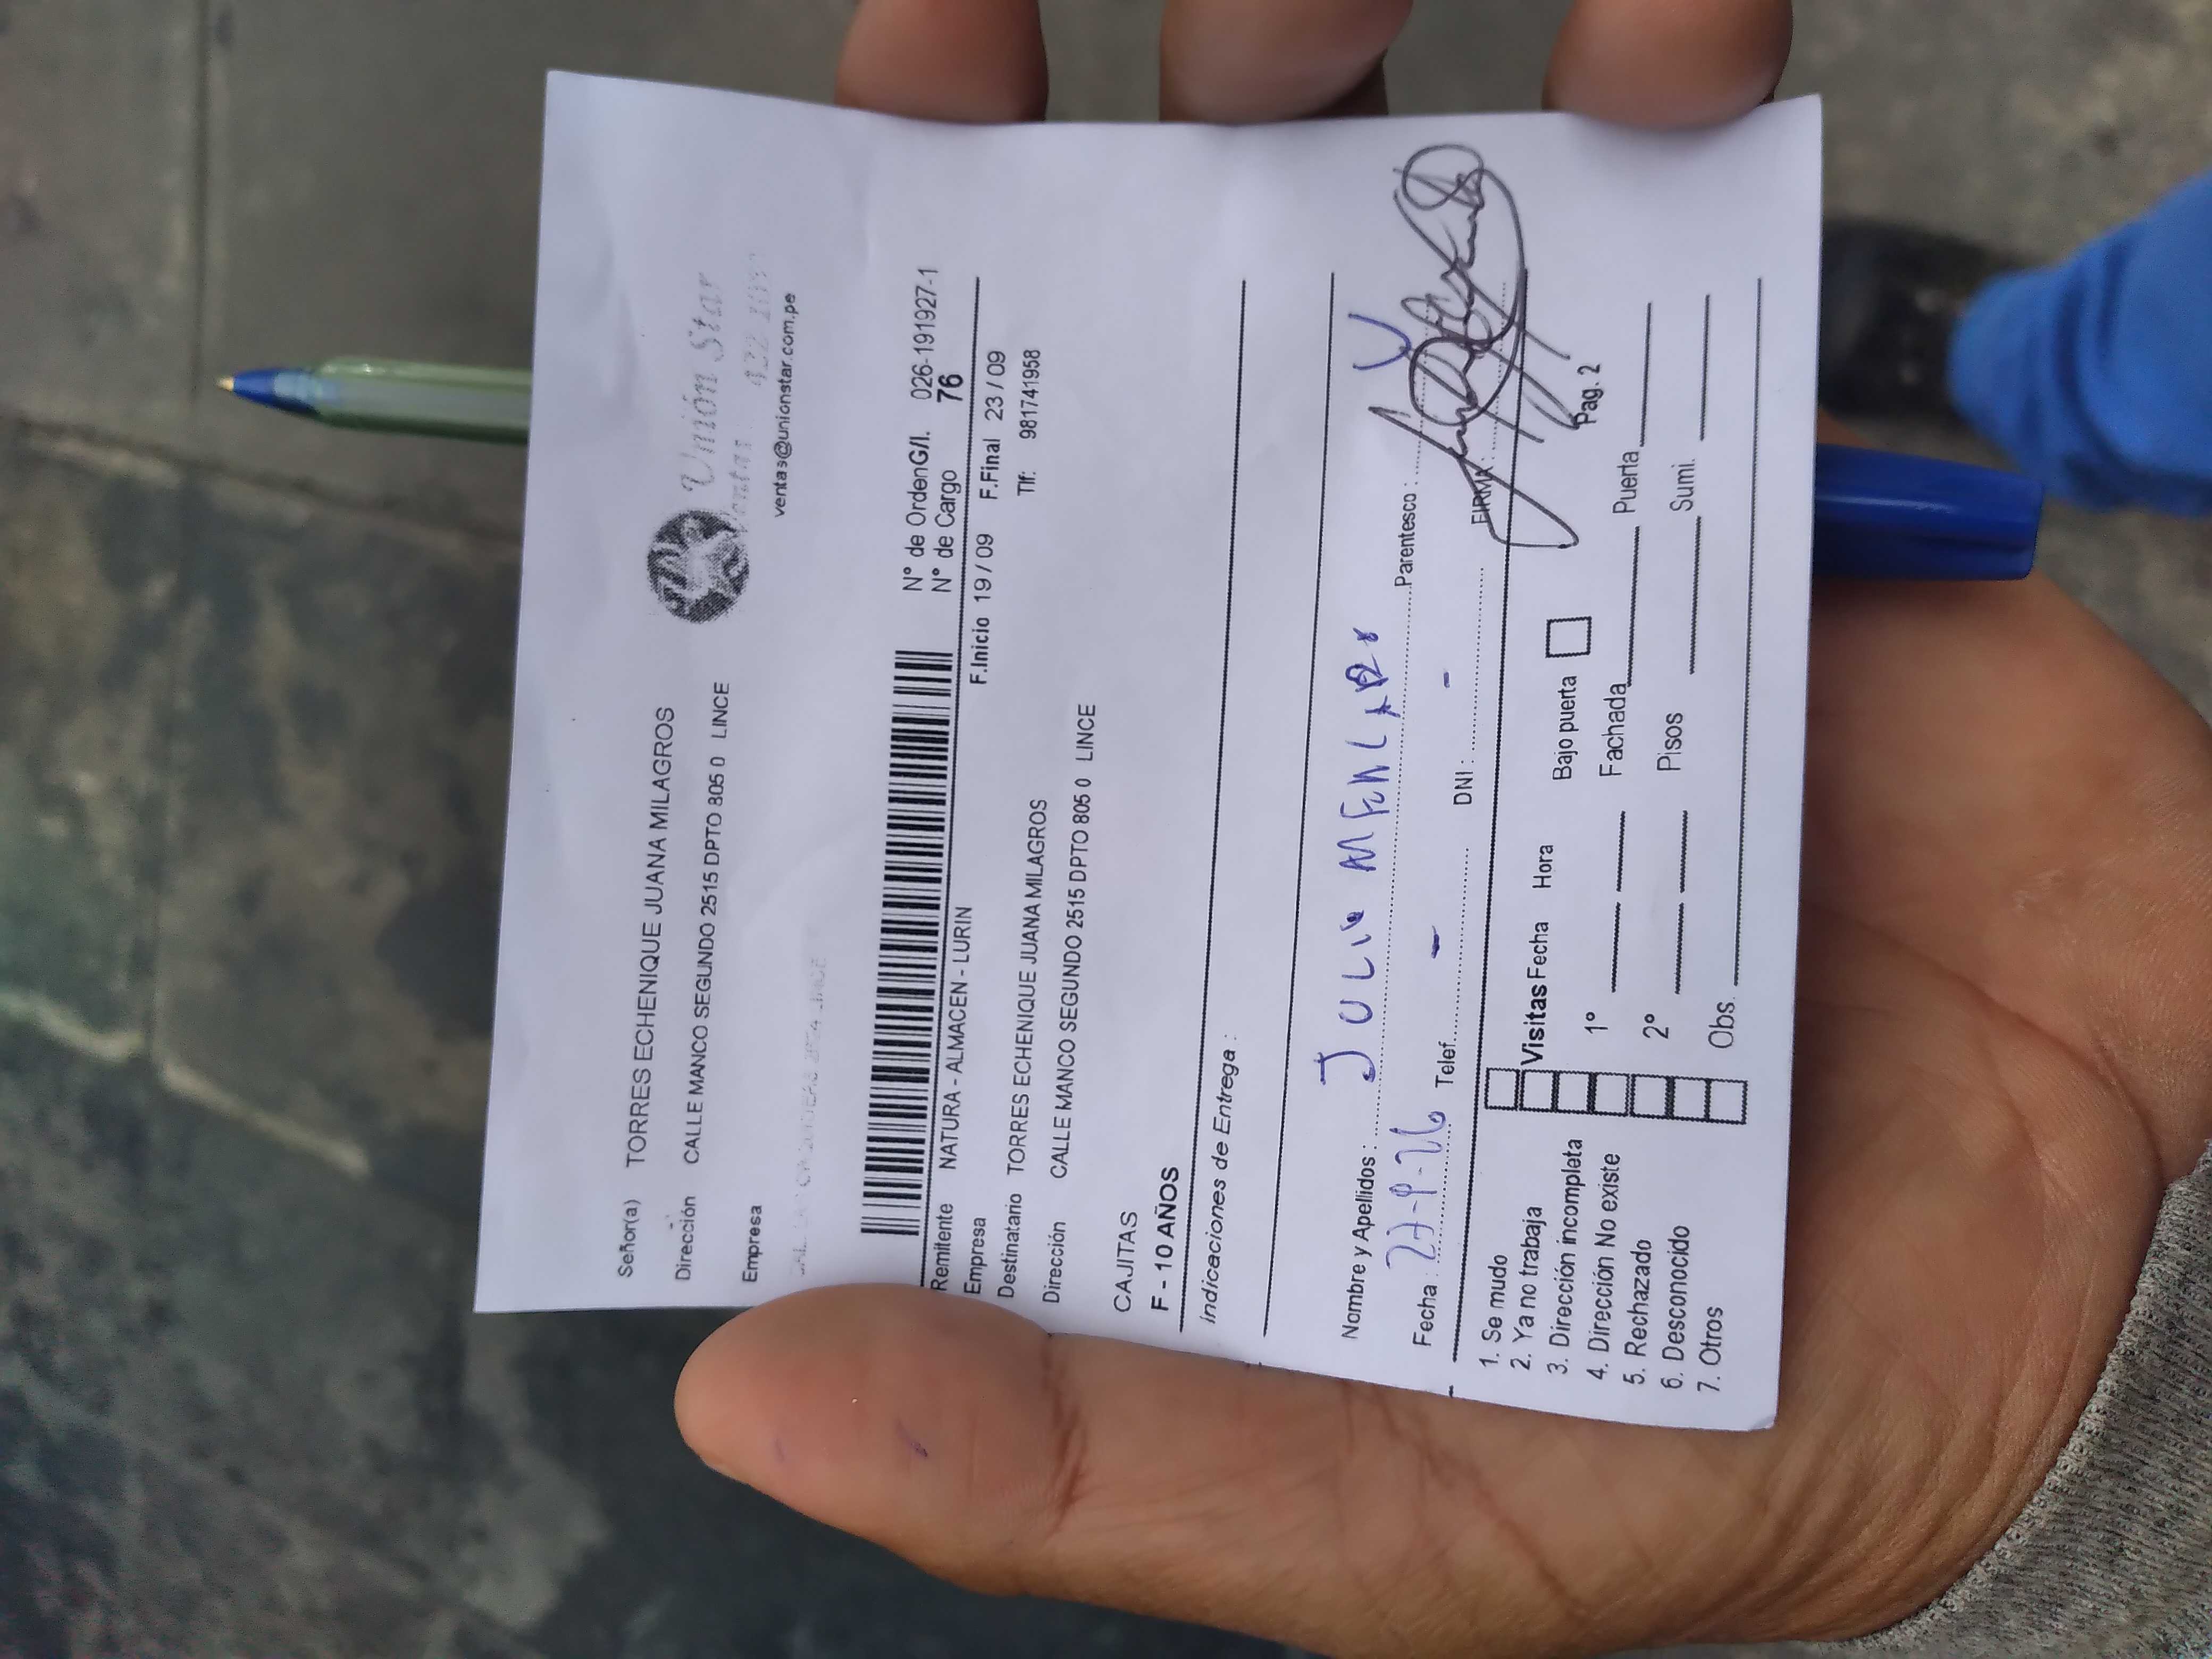 Señor(a) TORRES ECHENIQUE JUANA MILAGROS
Dirección CALLE MANCO SEGUNDO 2515 DPTO 805 0 LINCE
Empresa
Unión Star
Ventas
ventas@unionstar.com.pe
N° de OrdenG/I. 026-191927-1
N° de Cargo 76
Remitente NATURA - ALMACEN - LURIN
F.Inicio 19 / 09 F.Final 23 / 09
Empresa
Destinatario TORRES ECHENIQUE JUANA MILAGROS
Tlf: 981741958
Dirección CALLE MANCO SEGUNDO 2515 DPTO 805 0 LINCE
CAJITAS
F - 10 AÑOS
Indicaciones de Entrega :
Nombre y Apellidos : JULIO Parentesco :
Fecha : Telef. - DNI : - FIRMA :
Pag. 2
1. Se mudo
2. Ya no trabaja
3. Dirección incompleta
4. Dirección No existe
5. Rechazado
6. Desconocido
7. Otros
Visitas Fecha Hora Bajo puerta
1° Fachada Puerta
2° Pisos Sumi.
Obs.